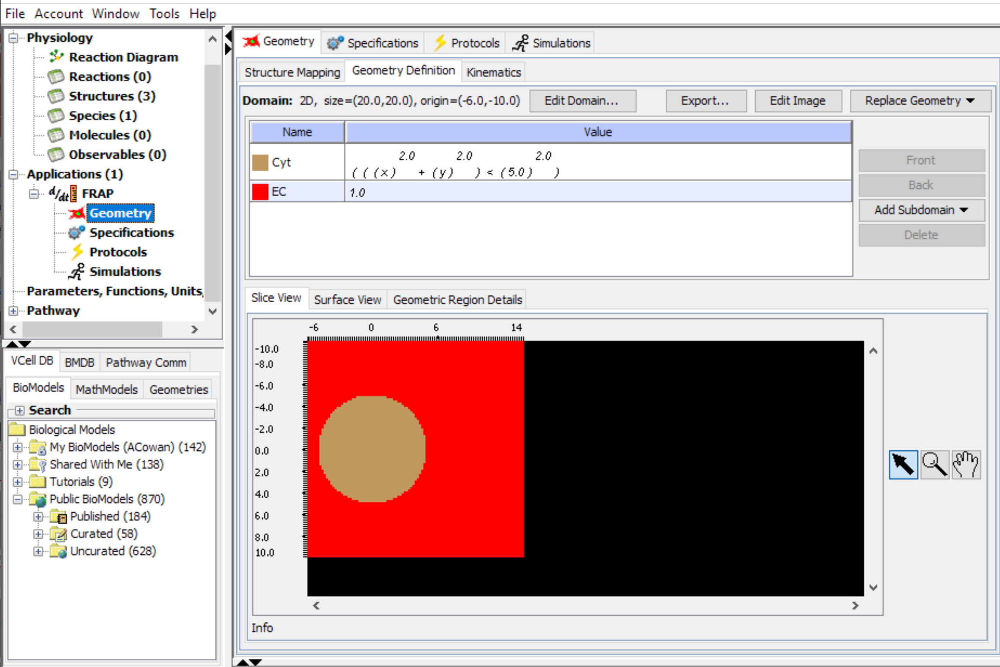 File Account Window Tools Help
Physiology
Reaction Diagram
Reactions (0)
Structures (3)
Species (1)
Molecules (0)
Observables (0)
Applications (1)
d/dt FRAP
Geometry
Specifications
Protocols
Simulations
Parameters, Functions, Units,
Pathway
VCell DB BMDB Pathway Comm
BioModels MathModels Geometries
Search
Biological Models
My BioModels (ACowan) (142)
Shared With Me (138)
Tutorials (9)
Public BioModels (870)
Published (184)
Curated (58)
Uncurated (628)
Geometry Specifications Protocols Simulations
Structure Mapping Geometry Definition Kinematics
Domain: 2D, size=(20.0,20.0), origin=(-6.0,-10.0) Edit Domain... Export... Edit Image Replace Geometry
Name Value
2.0 2.0 2.0
Cyt ( ( (x) + (y) ) < (5.0) )
EC 1.0
Front
Back
Add Subdomain
Delete
Slice View Surface View Geometric Region Details
-6 0 6 14
-10.0
-8.0
-6.0
-4.0
-2.0
0.0
2.0
4.0
6.0
8.0
10.0
Info